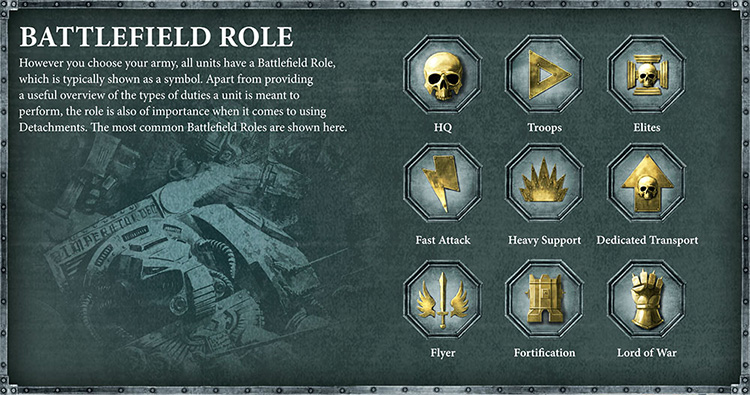 BATTLEFIELD ROLE
However you choose your army, all units have a Battlefield Role,
which is typically shown as a symbol. Apart from providing
a useful overview of the types of duties a unit is meant to
perform, the role is also of importance when it comes to using
Detachments. The most common Battlefield Roles are shown here.
HQ
Troops
Elites
Fast Attack
Heavy Support
Dedicated Transport
Flyer
Fortification
Lord of War